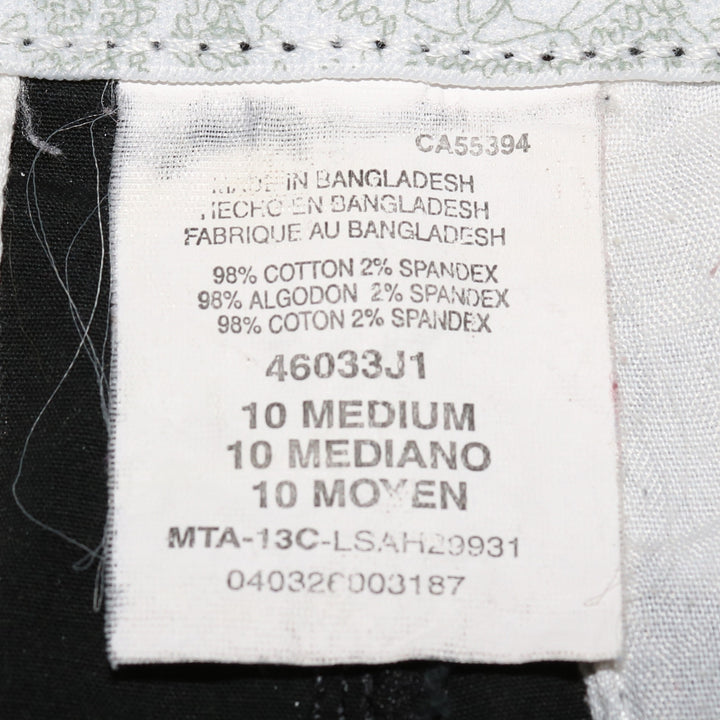 CA55394
MADE IN BANGLADESH
HECHO EN BANGLADESH
FABRIQUE AU BANGLADESH
98% COTTON 2% SPANDEX
98% ALGODON 2% SPANDEX
98% COTON 2% SPANDEX
46033J1
10 MEDIUM
10 MEDIANO
10 MOYEN
MTA-13C-LSAH29931